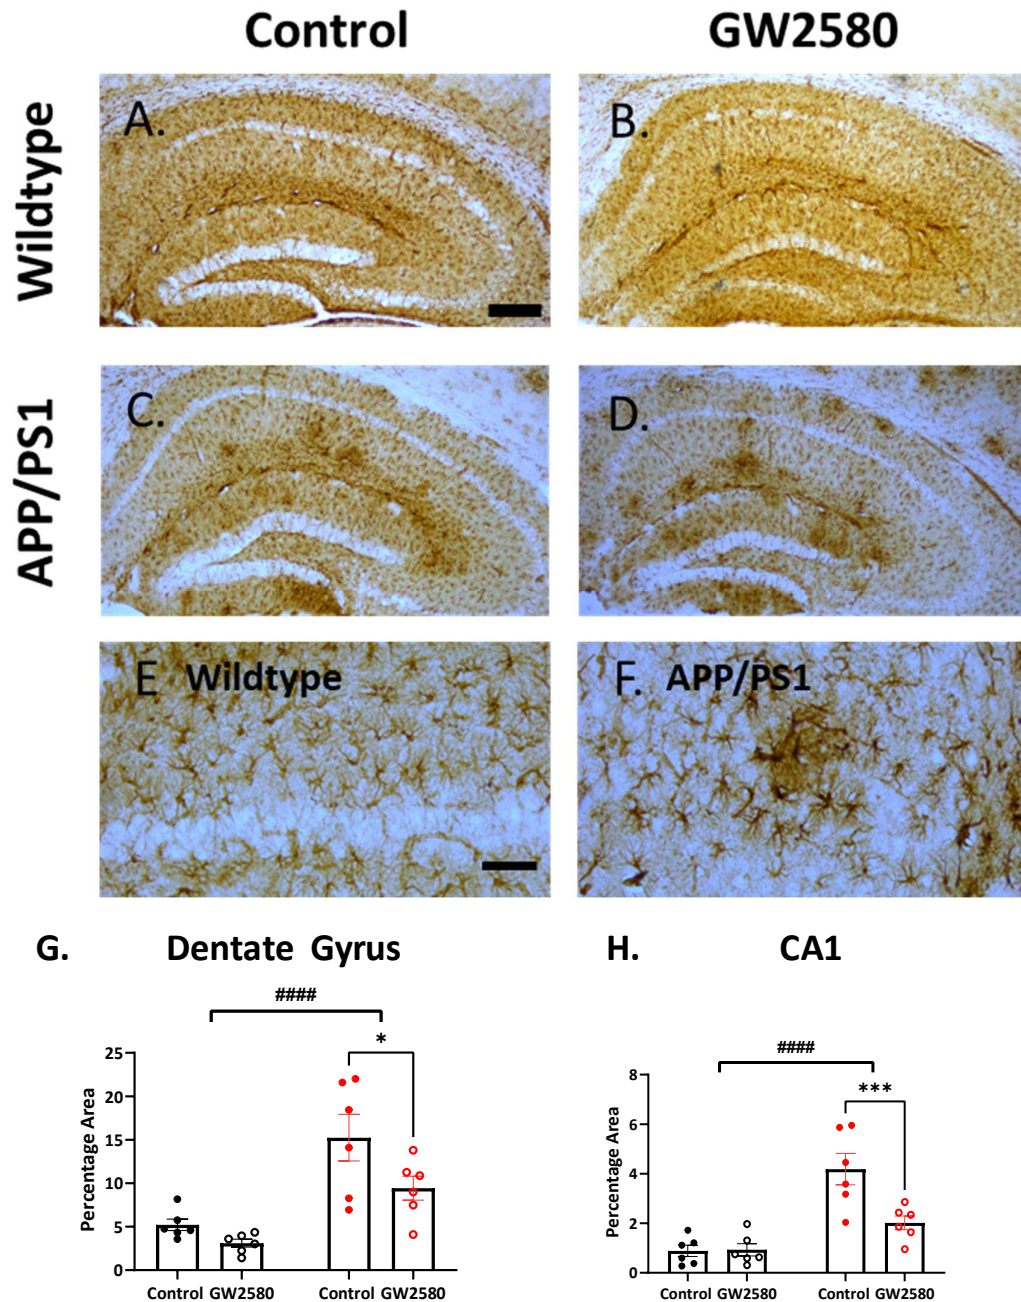 Control GW2580
Wildtype
A. B.
APP/PS1
C. D.
E Wildtype F. APP/PS1
G. Dentate Gyrus
####
*
25
20
15
10
5
0
Percentage Area
Control GW2580 Control GW2580
H. CA1
####
***
8
6
4
2
0
Percentage Area
Control GW2580 Control GW2580